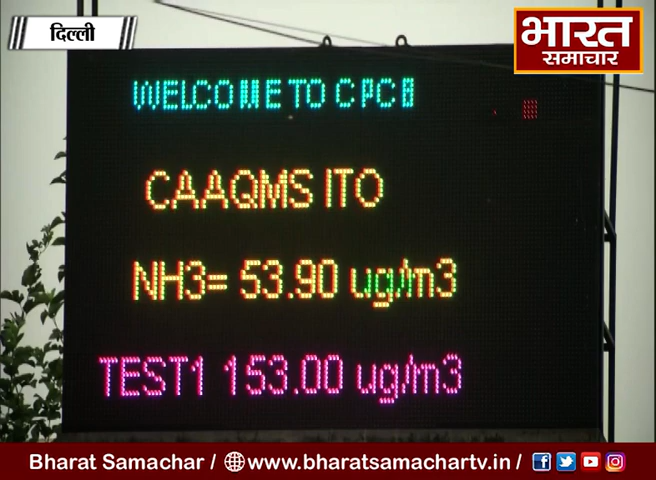 दिल्ली
भारत
समाचार
WELCOME TO CPCB
CAAQMS ITO
NH3= 53.90 ug/m3
TEST1 153.00 ug/m3
Bharat Samachar / www.bharatsamachartv.in /